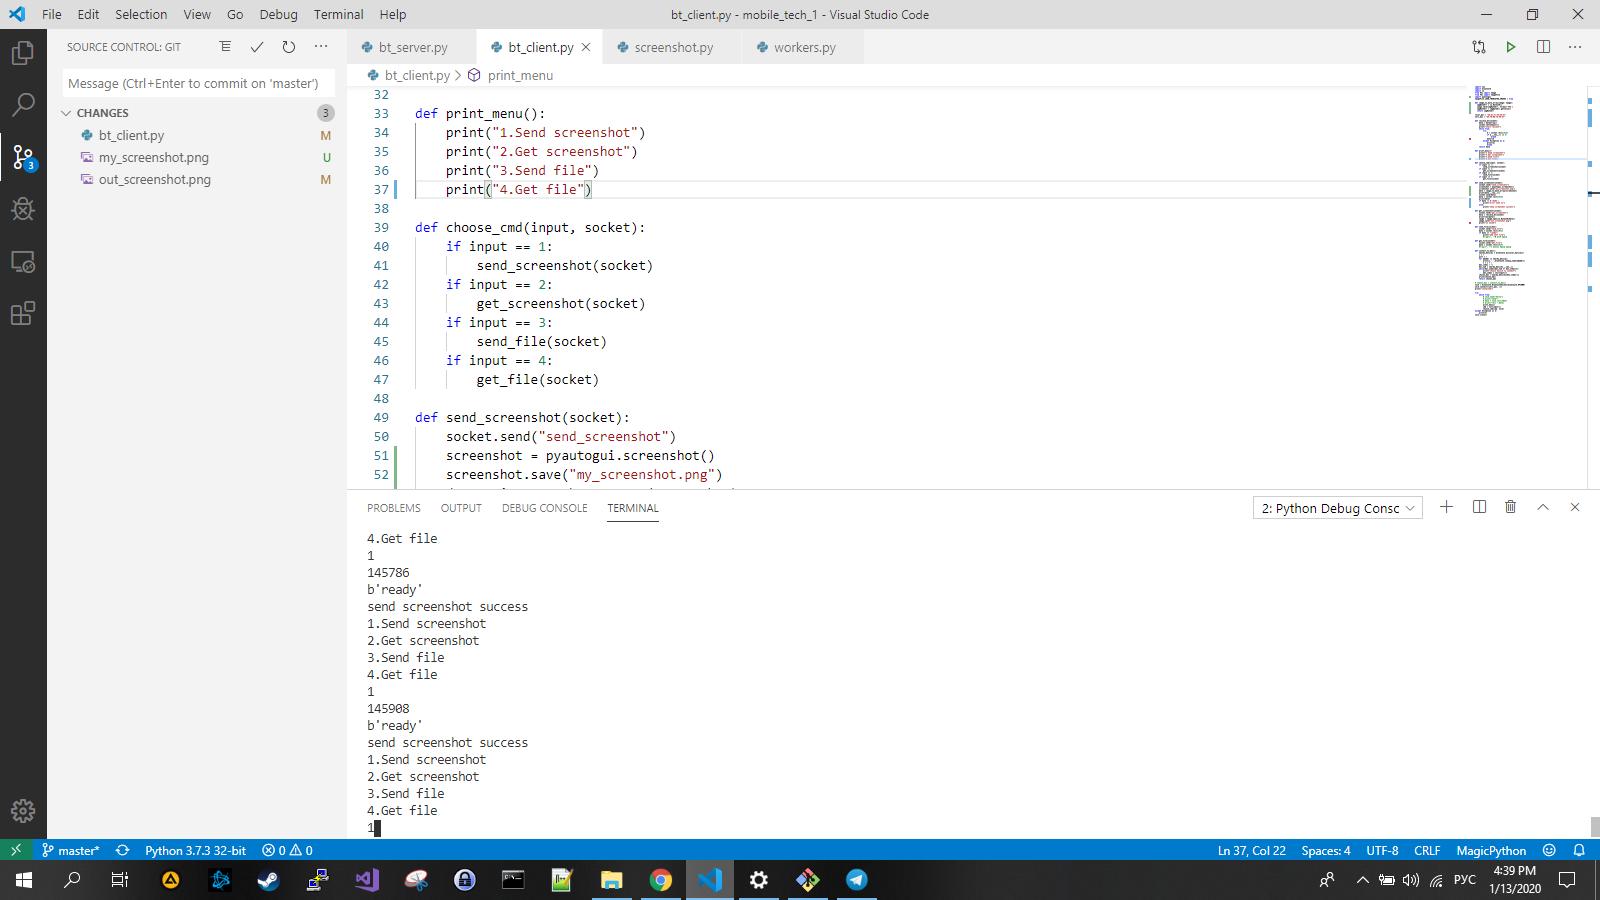 File Edit Selection View Go Debug Terminal Help
bt_client.py - mobile_tech_1 - Visual Studio Code
SOURCE CONTROL: GIT
Message (Ctrl+Enter to commit on 'master')
CHANGES 3
bt_client.py M
my_screenshot.png U
out_screenshot.png M
3
bt_server.py bt_client.py screenshot.py workers.py
bt_client.py > print_menu
32
33 def print_menu():
34 print("1.Send screenshot")
35 print("2.Get screenshot")
36 print("3.Send file")
37 print("4.Get file")
38
39 def choose_cmd(input, socket):
40 if input == 1:
41 send_screenshot(socket)
42 if input == 2:
43 get_screenshot(socket)
44 if input == 3:
45 send_file(socket)
46 if input == 4:
47 get_file(socket)
48
49 def send_screenshot(socket):
50 socket.send("send_screenshot")
51 screenshot = pyautogui.screenshot()
52 screenshot.save("my_screenshot.png")
PROBLEMS OUTPUT DEBUG CONSOLE TERMINAL
2: Python Debug Consc
4.Get file
1
145786
b'ready'
send screenshot success
1.Send screenshot
2.Get screenshot
3.Send file
4.Get file
1
145908
b'ready'
send screenshot success
1.Send screenshot
2.Get screenshot
3.Send file
4.Get file
1
master* Python 3.7.3 32-bit 0 0
Ln 37, Col 22 Spaces: 4 UTF-8 CRLF MagicPython
РУС
4:39 PM
1/13/2020